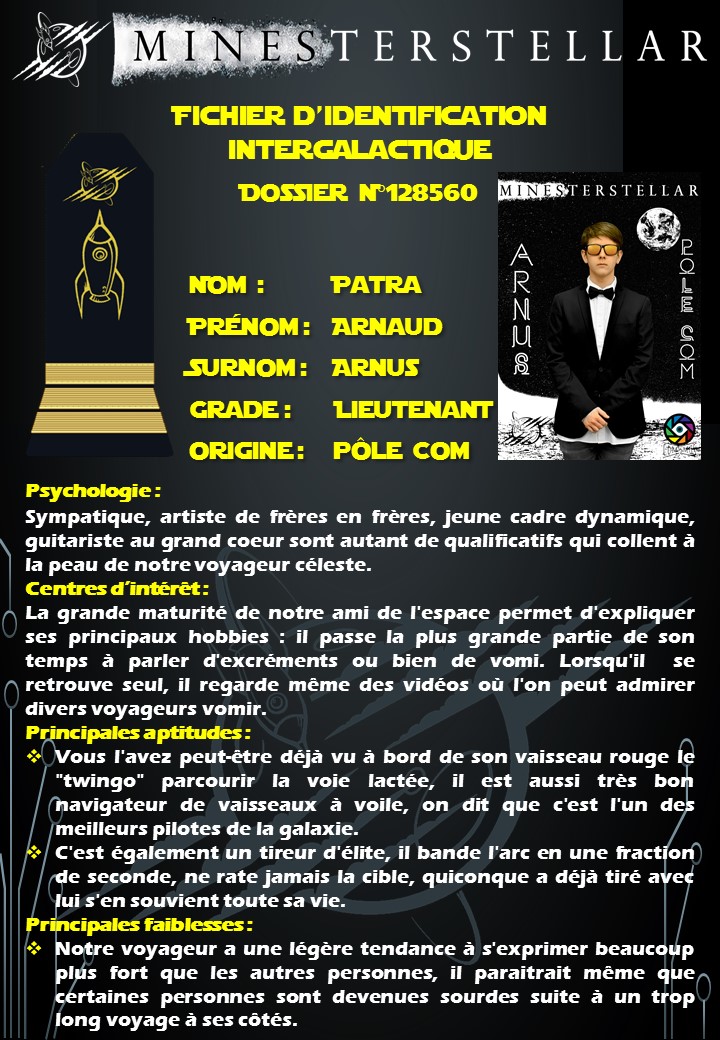 MINESTERSTELLAR
FICHIER D'IDENTIFICATION
INTERGALACTIQUE
DOSSIER N°128560
MINESTERSTELLAR
ARNUS
PÔLE COM
NOM : PATRA
PRÉNOM : ARNAUD
SURNOM : ARNUS
GRADE : LIEUTENANT
ORIGINE : PÔLE COM
Psychologie :
Sympatique, artiste de frères en frères, jeune cadre dynamique,
guitariste au grand coeur sont autant de qualificatifs qui collent à
la peau de notre voyageur céleste.
Centres d'intérêt :
La grande maturité de notre ami de l'espace permet d'expliquer
ses principaux hobbies : il passe la plus grande partie de son
temps à parler d'excréments ou bien de vomi. Lorsqu'il se
retrouve seul, il regarde même des vidéos où l'on peut admirer
divers voyageurs vomir.
Principales aptitudes :
❖ Vous l'avez peut-être déjà vu à bord de son vaisseau rouge le
"twingo" parcourir la voie lactée, il est aussi très bon
navigateur de vaisseaux à voile, on dit que c'est l'un des
meilleurs pilotes de la galaxie.
❖ C'est également un tireur d'élite, il bande l'arc en une fraction
de seconde, ne rate jamais la cible, quiconque a déjà tiré avec
lui s'en souvient toute sa vie.
Principales faiblesses :
❖ Notre voyageur a une légère tendance à s'exprimer beaucoup
plus fort que les autres personnes, il paraitrait même que
certaines personnes sont devenues sourdes suite à un trop
long voyage à ses côtés.